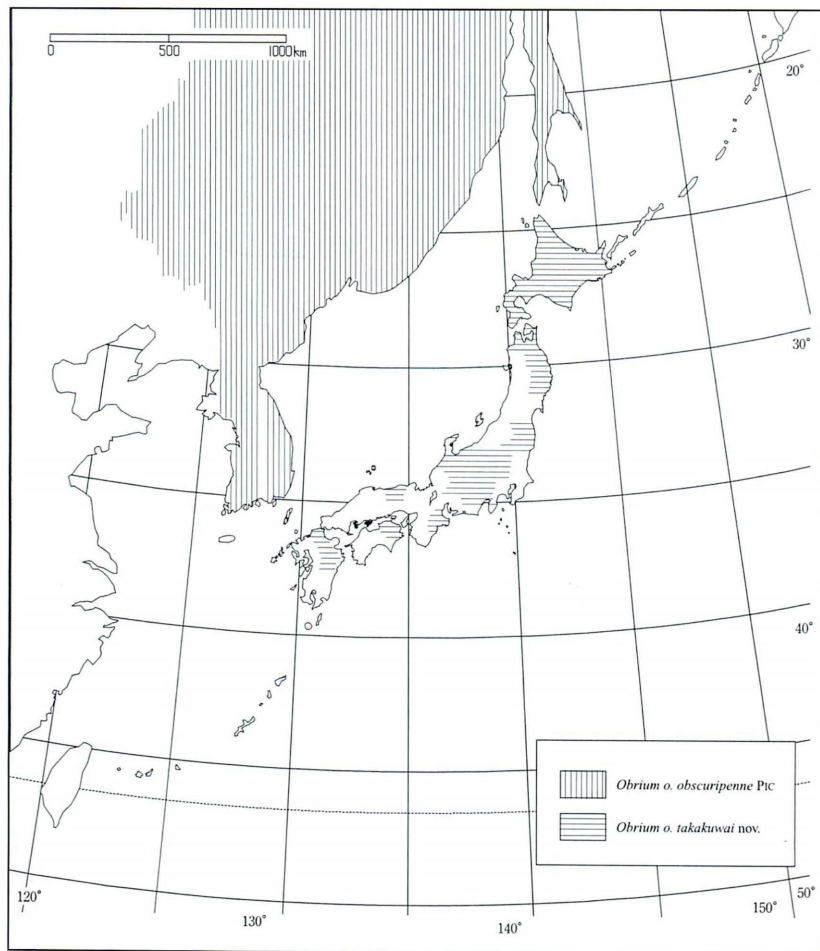 0 500 1000km
20°
30°
40°
Obrium o. obscuripenne PIC
Obrium o. takakuwai nov.
120° 130° 140° 150° 50°